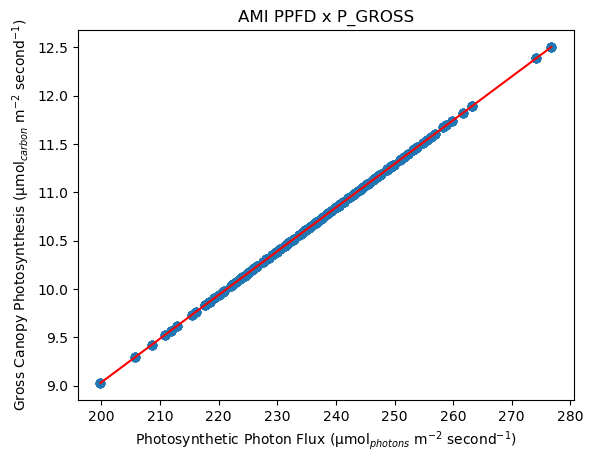 AMI PPFD x P_GROSS
Gross Canopy Photosynthesis (μmol_carbon m⁻² second⁻¹)
12.5
12.0
11.5
11.0
10.5
10.0
9.5
9.0
200 210 220 230 240 250 260 270 280
Photosynthetic Photon Flux (μmol_photons m⁻² second⁻¹)